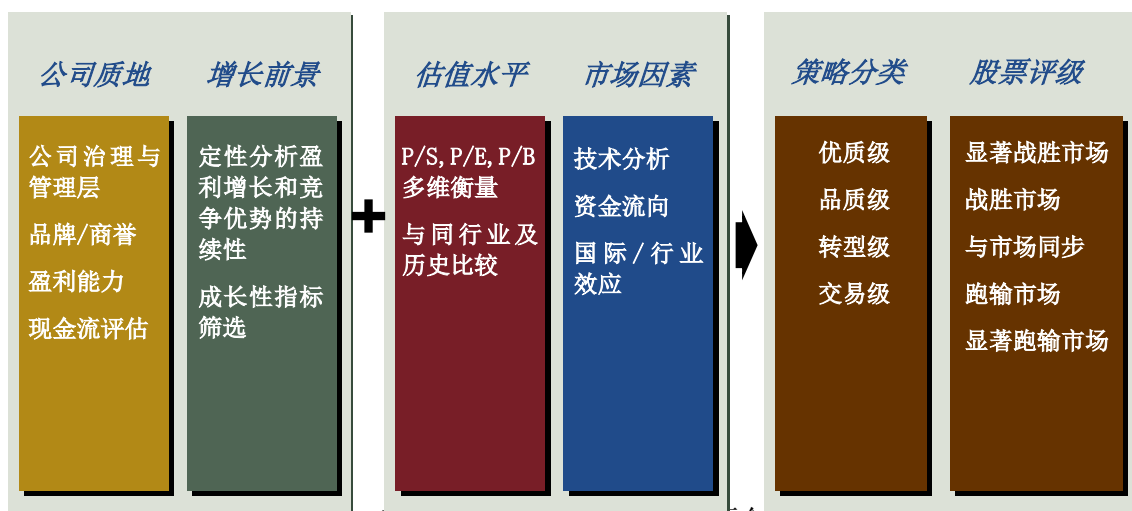 公司质地
公司治理与
管理层
品牌/商誉
盈利能力
现金流评估
增长前景
定性分析盈
利增长和竞
争优势的持
续性
成长性指标
筛选
+
估值水平
P/S,P/E,P/B
多维衡量
与同行业及
历史比较
市场因素
技术分析
资金流向
国际/行业
效应
策略分类
优质级
品质级
转型级
交易级
股票评级
显著战胜市场
战胜市场
与市场同步
跑输市场
显著跑输市场